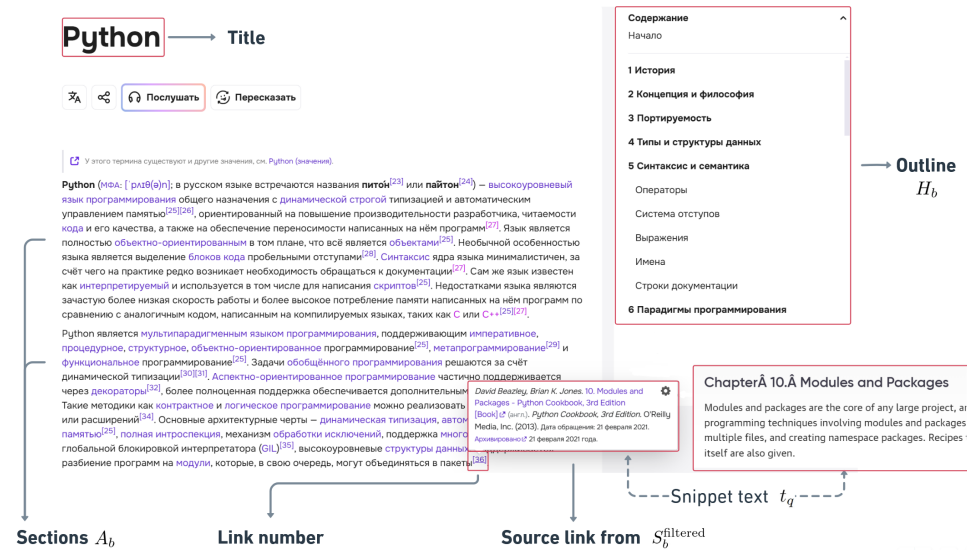 Python
Title
Послушать
Пересказать
У этого термина существуют и другие значения, см. Python (значения).
Python (МФА: [ˈpʌɪθ(ə)n]; в русском языке встречаются названия пито́н[23] или па́йтон[24]) — высокоуровневый
язык программирования общего назначения с динамической строгой типизацией и автоматическим
управлением памятью[25][26], ориентированный на повышение производительности разработчика, читаемости
кода и его качества, а также на обеспечение переносимости написанных на нём программ[27]. Язык является
полностью объектно-ориентированным в том плане, что всё является объектами[25]. Необычной особенностью
языка является выделение блоков кода пробельными отступами[28]. Синтаксис ядра языка минималистичен, за
счёт чего на практике редко возникает необходимость обращаться к документации[27]. Сам же язык известен
как интерпретируемый и используется в том числе для написания скриптов[25]. Недостатками языка являются
зачастую более низкая скорость работы и более высокое потребление памяти написанных на нём программ по
сравнению с аналогичным кодом, написанным на компилируемых языках, таких как C или C++[25][27].
Python является мультипарадигменным языком программирования, поддерживающим императивное,
процедурное, структурное, объектно-ориентированное программирование[25], метапрограммирование[29] и
функциональное программирование[25]. Задачи обобщённого программирования решаются за счёт
динамической типизации[30][31]. Аспектно-ориентированное программирование частично поддерживается
через декораторы[32], более полноценная поддержка обеспечивается дополнительным
Такие методики как контрактное и логическое программирование можно реализовать
или расширений[34]. Основные архитектурные черты — динамическая типизация, автом
памятью[25], полная интроспекция, механизм обработки исключений, поддержка много
глобальной блокировкой интерпретатора (GIL)[35], высокоуровневые структуры данных
разбиение программ на модули, которые, в свою очередь, могут объединяться в пакеты[36]
David Beazley, Brian K. Jones. 10. Modules and
Packages - Python Cookbook, 3rd Edition
[Book] (англ.). Python Cookbook, 3rd Edition. O'Reilly
Media, Inc. (2013). Дата обращения: 21 февраля 2021.
Архивировано 21 февраля 2021 года.
Содержание
Начало
1 История
2 Концепция и философия
3 Портируемость
4 Типы и структуры данных
5 Синтаксис и семантика
Операторы
Система отступов
Выражения
Имена
Строки документации
6 Парадигмы программирования
Outline
H_b
ChapterÂ 10.Â Modules and Packages
Modules and packages are the core of any large project, an
programming techniques involving modules and packages
multiple files, and creating namespace packages. Recipes
itself are also given.
Snippet text t_q
Sections A_b
Link number
Source link from S_b^filtered